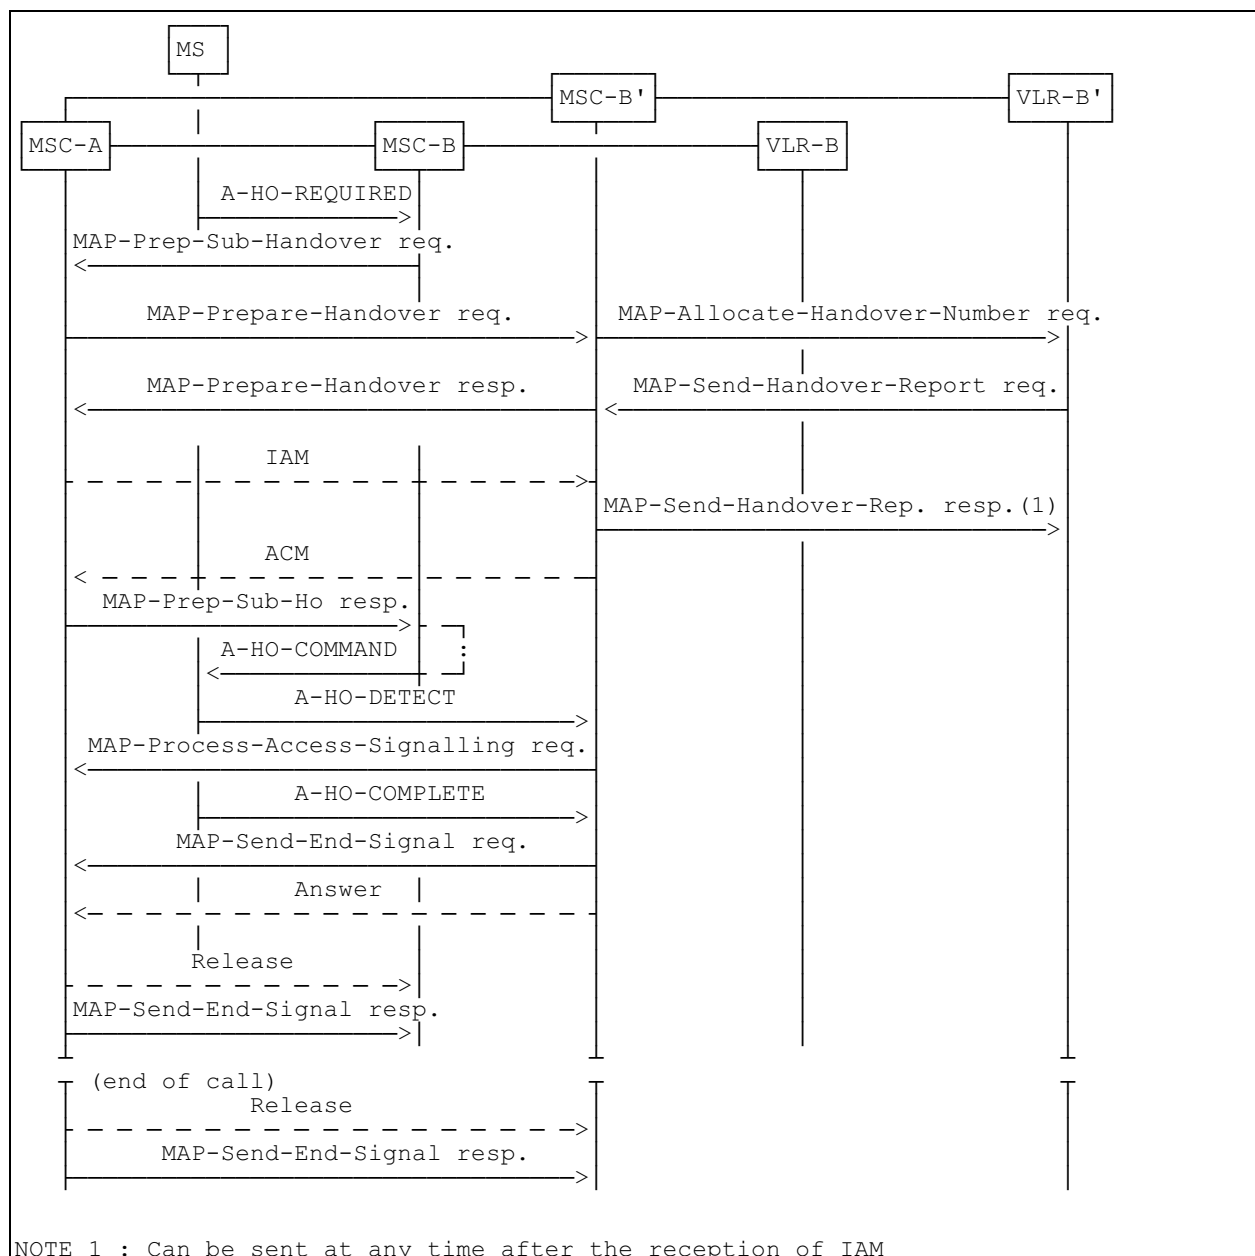 MS
MSC-B' VLR-B'
MSC-A MSC-B VLR-B
A-HO-REQUIRED
MAP-Prep-Sub-Handover req.
MAP-Prepare-Handover req. MAP-Allocate-Handover-Number req.
MAP-Prepare-Handover resp. MAP-Send-Handover-Report req.
IAM
MAP-Send-Handover-Rep. resp.(1)
ACM
MAP-Prep-Sub-Ho resp.
A-HO-COMMAND
A-HO-DETECT
MAP-Process-Access-Signalling req.
A-HO-COMPLETE
MAP-Send-End-Signal req.
Answer
Release
MAP-Send-End-Signal resp.
(end of call)
Release
MAP-Send-End-Signal resp.
NOTE 1 : Can be sent at any time after the reception of IAM